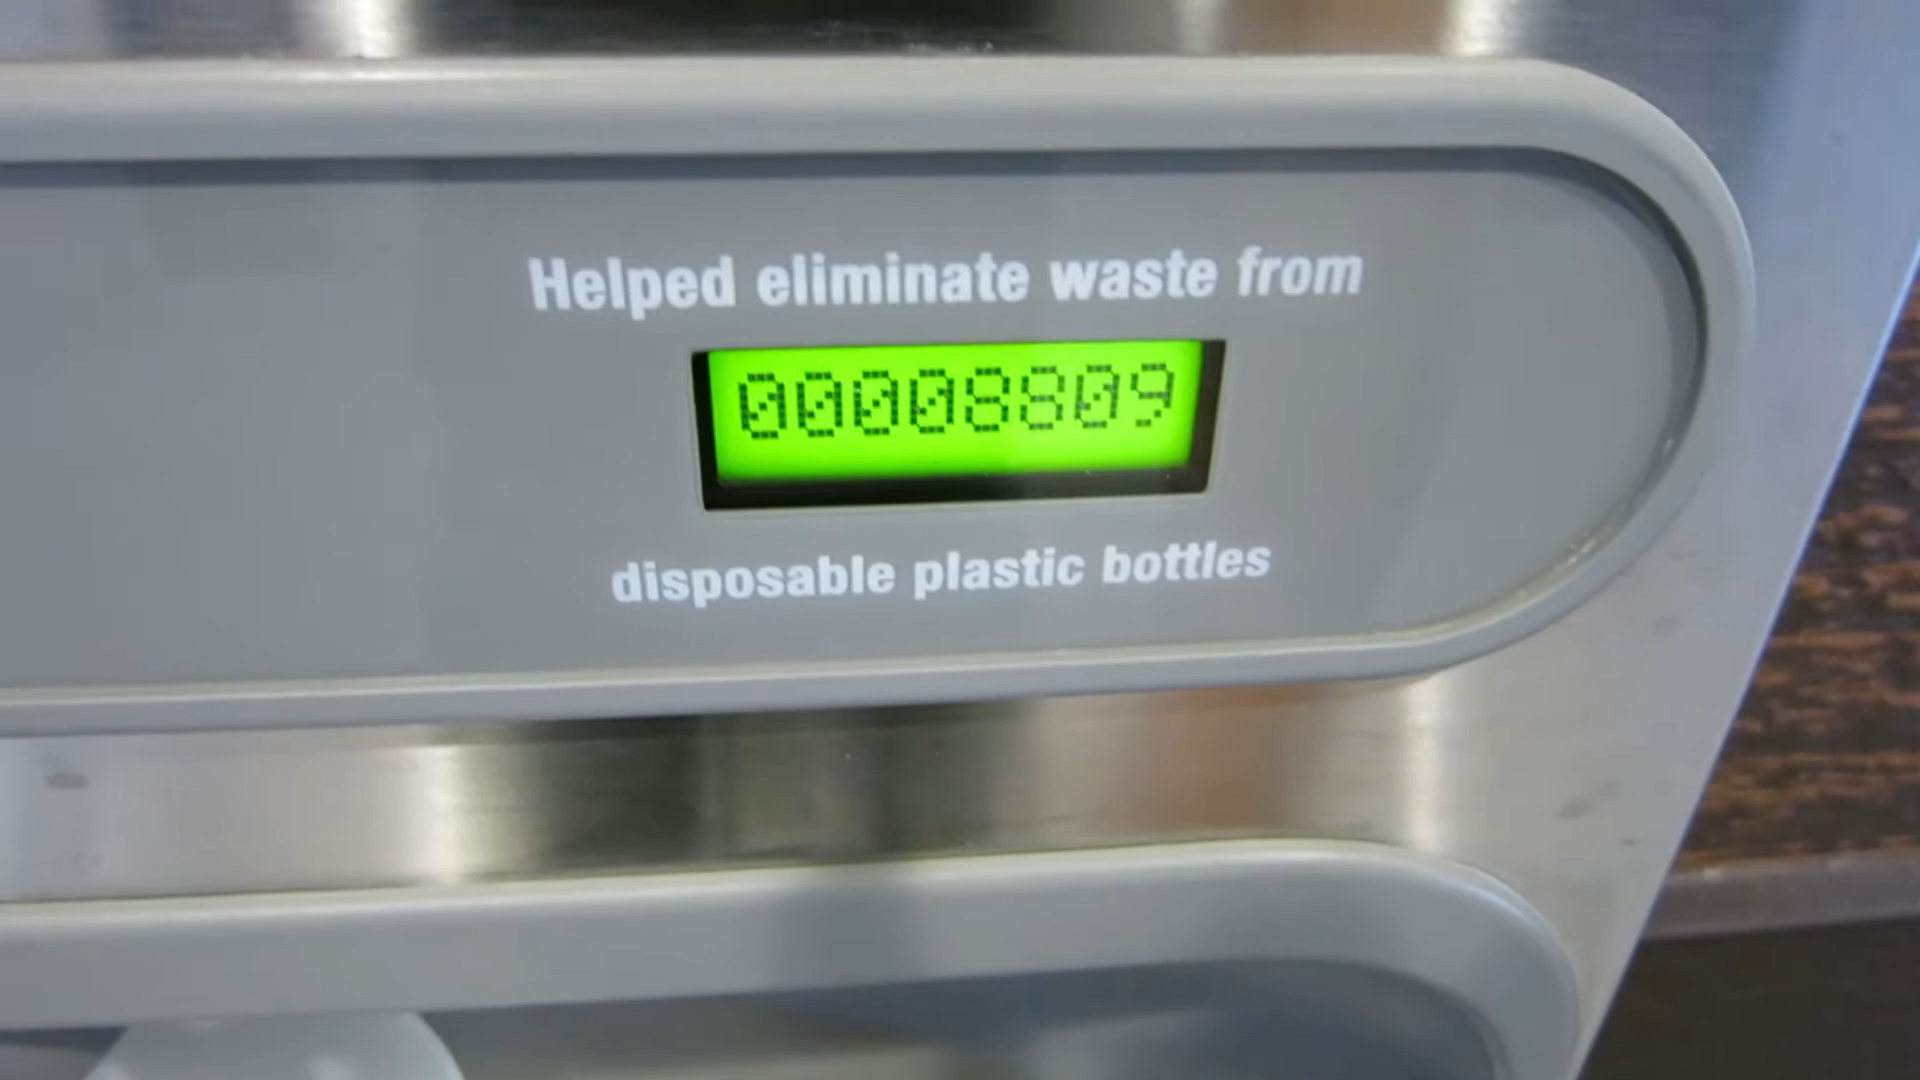 Helped eliminate waste from
00008809
disposable plastic bottles